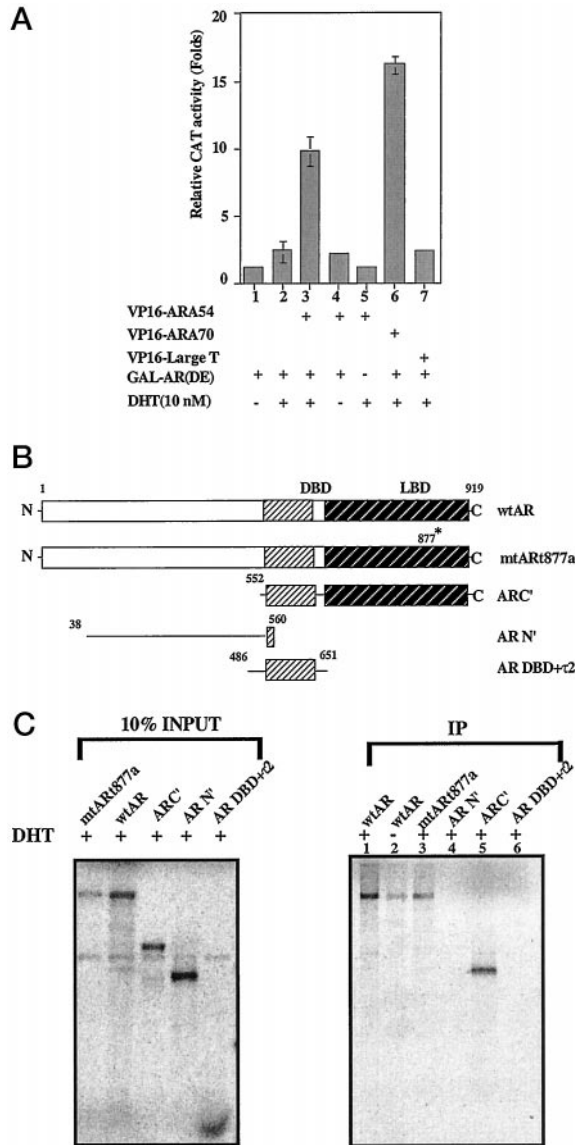 A
Relative CAT activity (Folds)
20
15
10
5
0
1 2 3 4 5 6 7
VP16-ARA54 + + +
VP16-ARA70 +
VP16-Large T +
GAL-AR(DE) + + + + - + +
DHT(10 nM) - + + - + + +
B
1 DBD LBD 919
N C wtAR
877*
N C mtARt877a
552 C ARC'
38 560 AR N'
486 651 AR DBD+τ2
C
10% INPUT
mtARt877a wtAR ARC' AR N' AR DBD+τ2
DHT + + + + +
IP
wtAR wtAR mtARt877a AR N' ARC' AR DBD+τ2
+ - + + + +
1 2 3 4 5 6